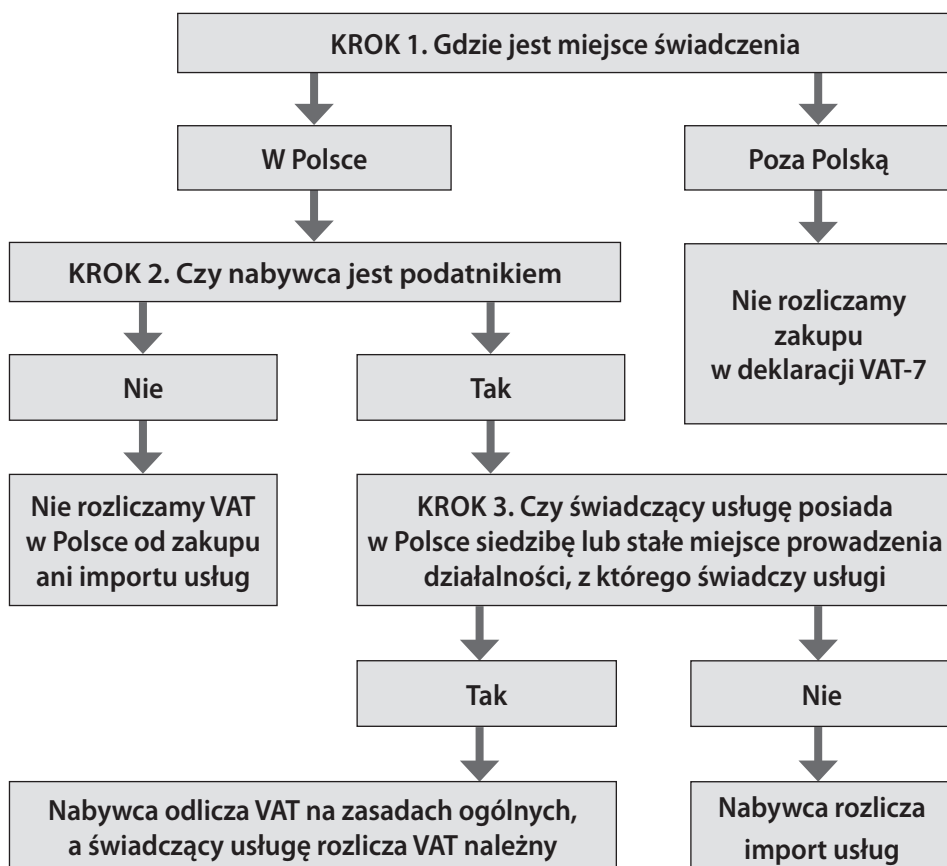 KROK 1. Gdzie jest miejsce świadczenia
W Polsce
Poza Polską
KROK 2. Czy nabywca jest podatnikiem
Nie rozliczamy
zakupu
w deklaracji VAT-7
Nie
Tak
Nie rozliczamy VAT
w Polsce od zakupu
ani importu usług
KROK 3. Czy świadczący usługę posiada
w Polsce siedzibę lub stałe miejsce prowadzenia
działalności, z którego świadczy usługi
Tak
Nie
Nabywca odlicza VAT na zasadach ogólnych,
a świadczący usługę rozlicza VAT należny
Nabywca rozlicza
import usług